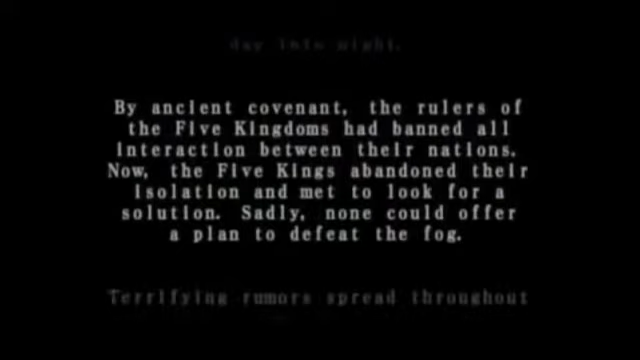 day into night.
By ancient covenant, the rulers of
the Five Kingdoms had banned all
interaction between their nations.
Now, the Five Kings abandoned their
isolation and met to look for a
solution. Sadly, none could offer
a plan to defeat the fog.
Terrifying rumors spread throughout